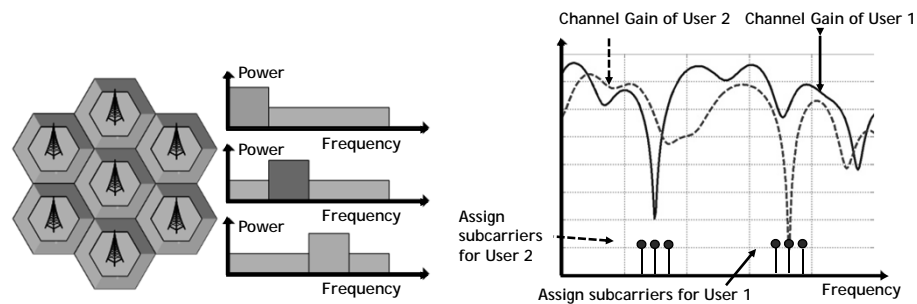 Power
Frequency
Power
Frequency
Power
Frequency
Channel Gain of User 2
Channel Gain of User 1
Assign
subcarriers
for User 2
Assign subcarriers for User 1
Frequency